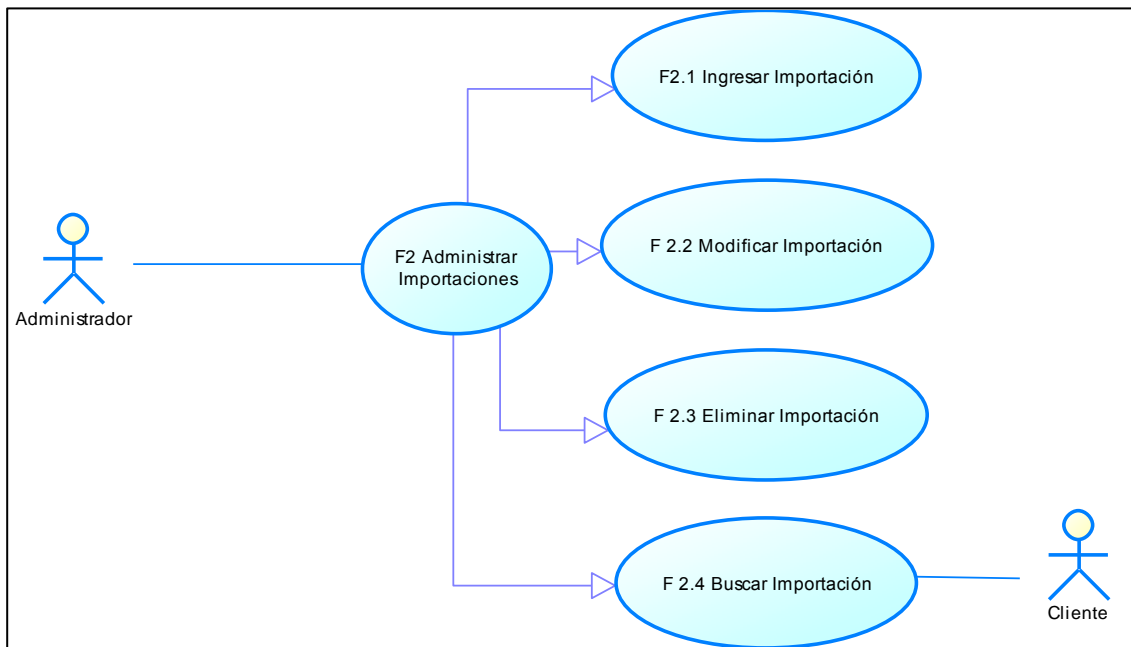 F2.1 Ingresar Importación
F 2.2 Modificar Importación
F2 Administrar
Importaciones
Administrador
F 2.3 Eliminar Importación
F 2.4 Buscar Importación
Cliente